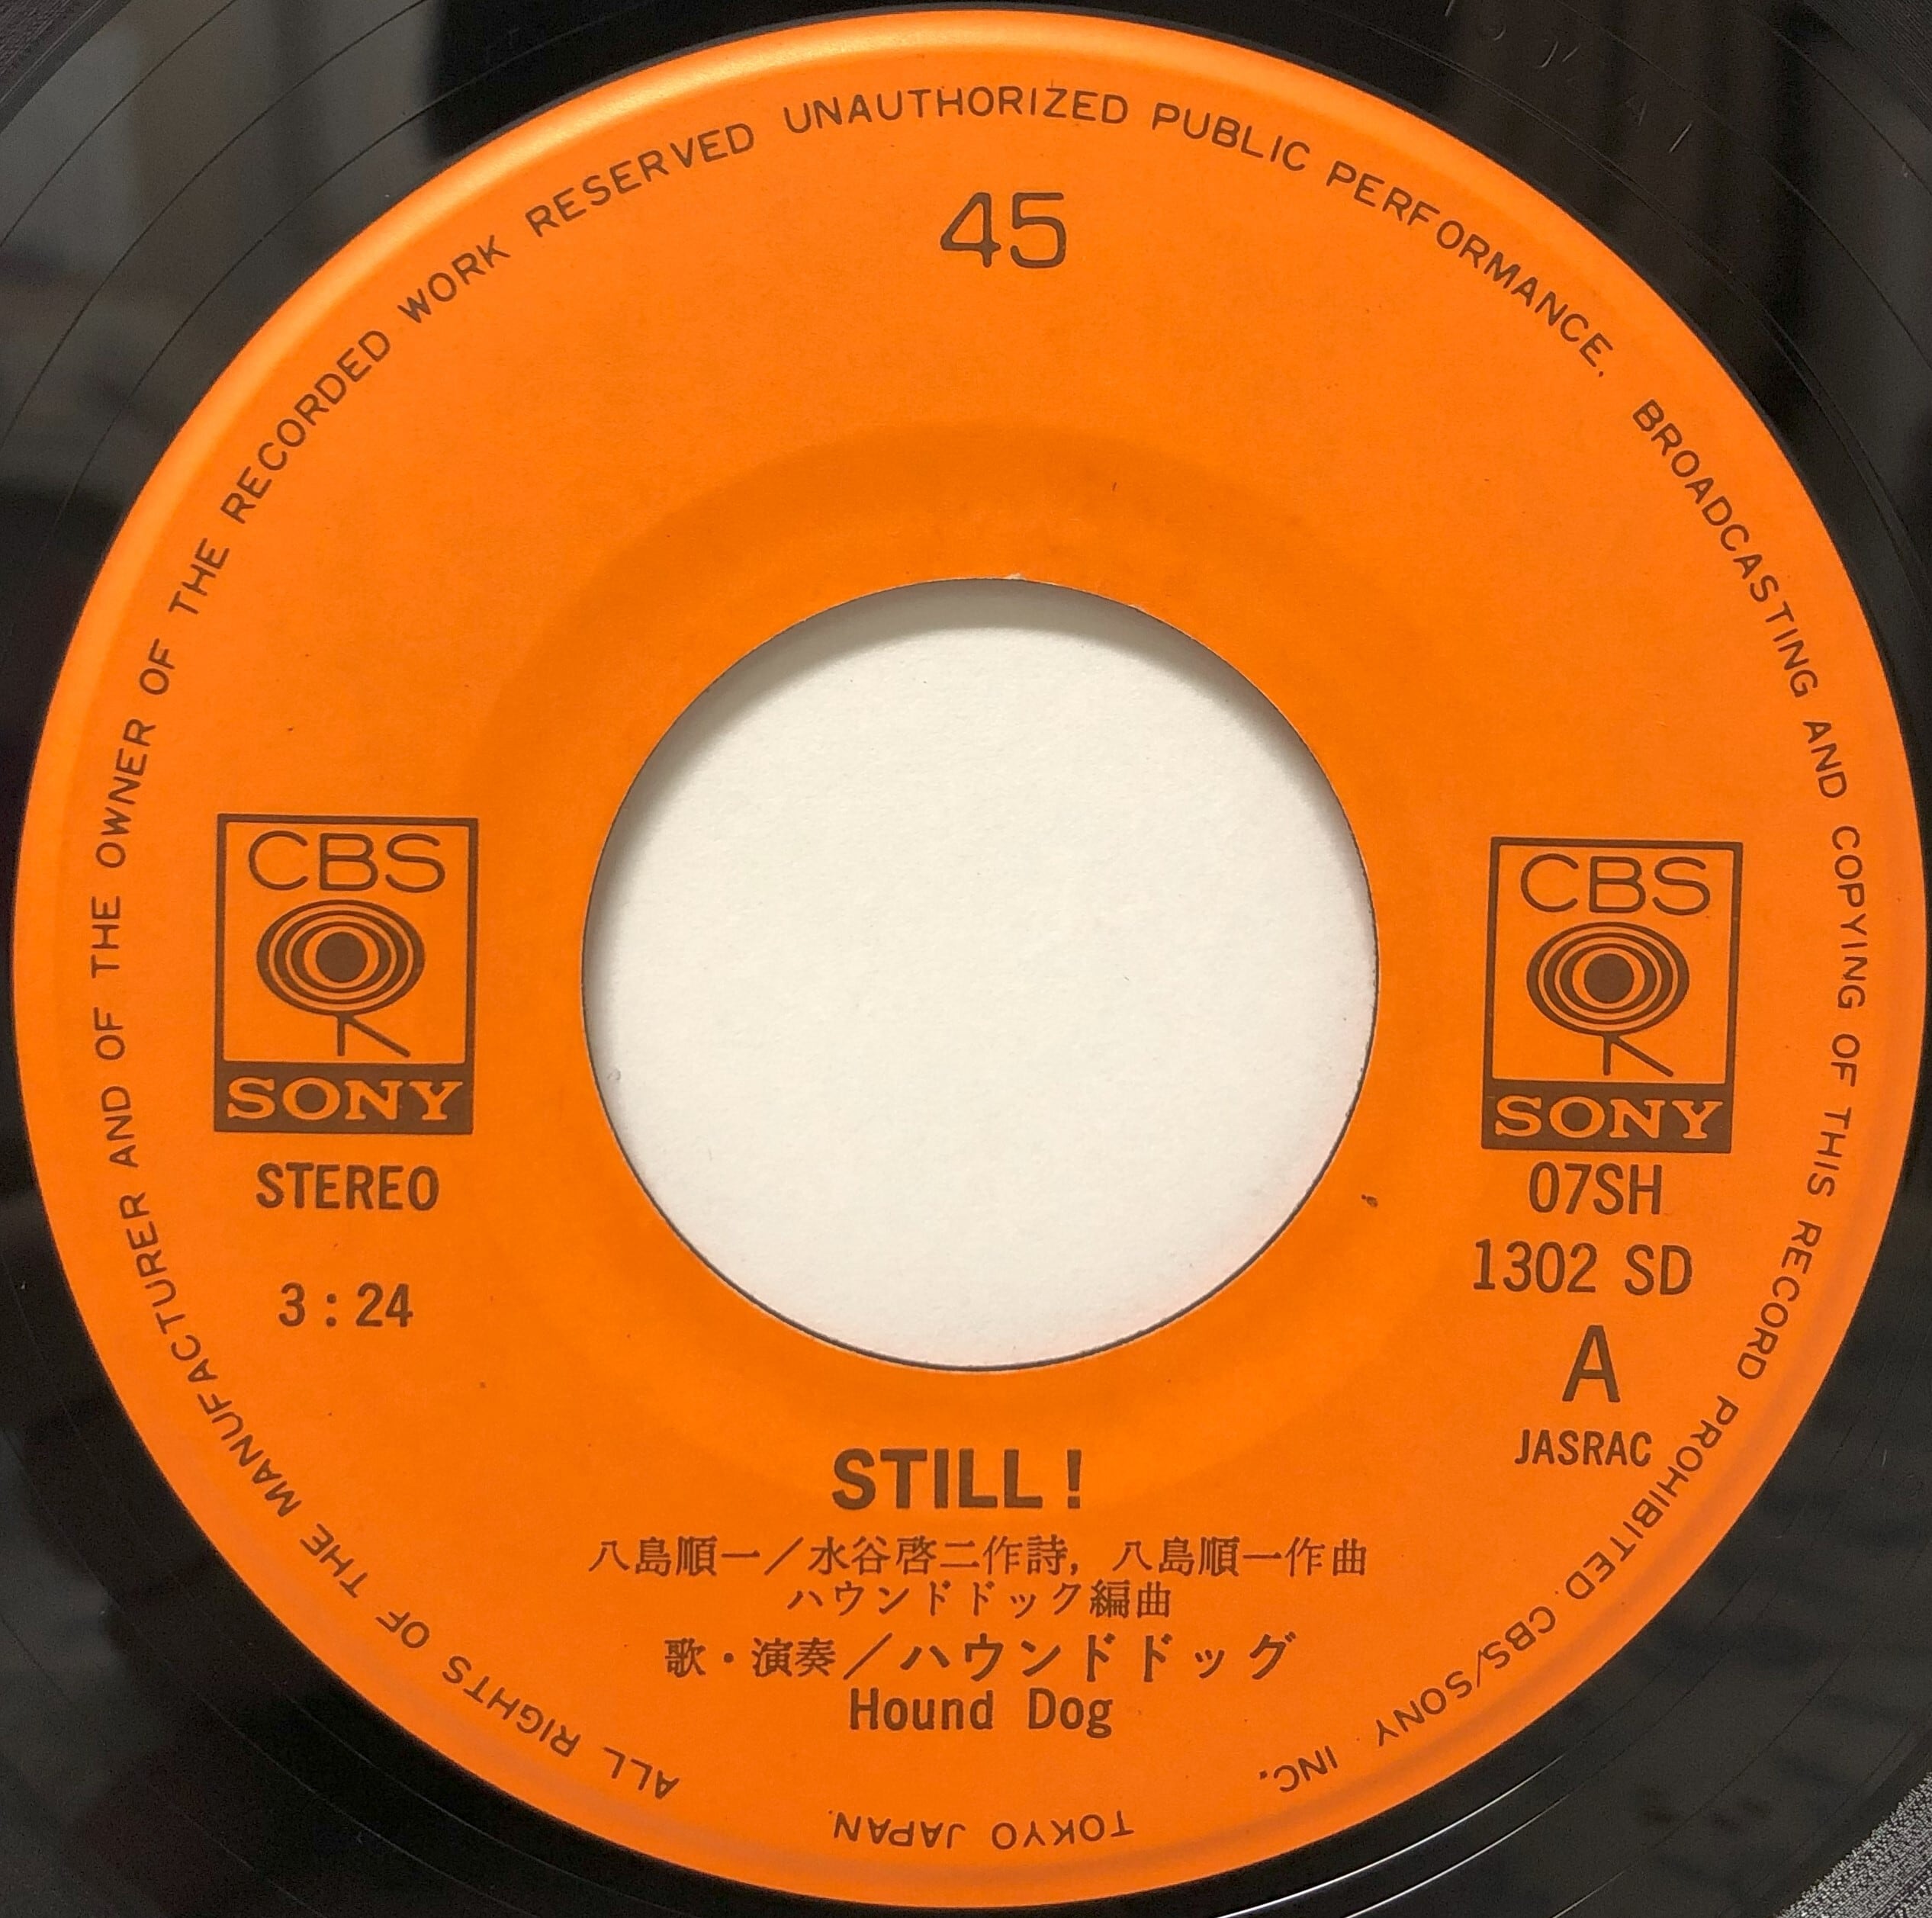 ALL RIGHTS OF THE MANUFACTURER AND OF THE OWNER OF THE RECORDED WORK RESERVED UNAUTHORIZED PUBLIC PERFORMANCE, BROADCASTING AND COPYING OF THIS RECORD PROHIBITED. CBS/SONY INC.
TOKYO JAPAN.
45
CBS
SONY
STEREO
3:24
CBS
SONY
07SH
1302 SD
A
JASRAC
STILL!
八島順一/水谷啓二作詩, 八島順一作曲
ハウンドドック編曲
歌・演奏/ハウンドドッグ
Hound Dog